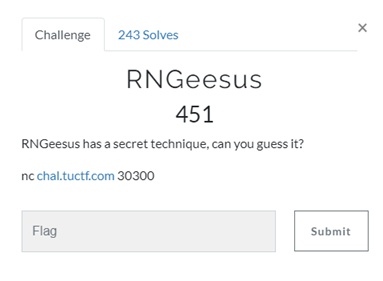 Challenge
243 Solves
×
RNGeesus
451
RNGeesus has a secret technique, can you guess it?
nc chal.tuctf.com 30300
Flag
Submit